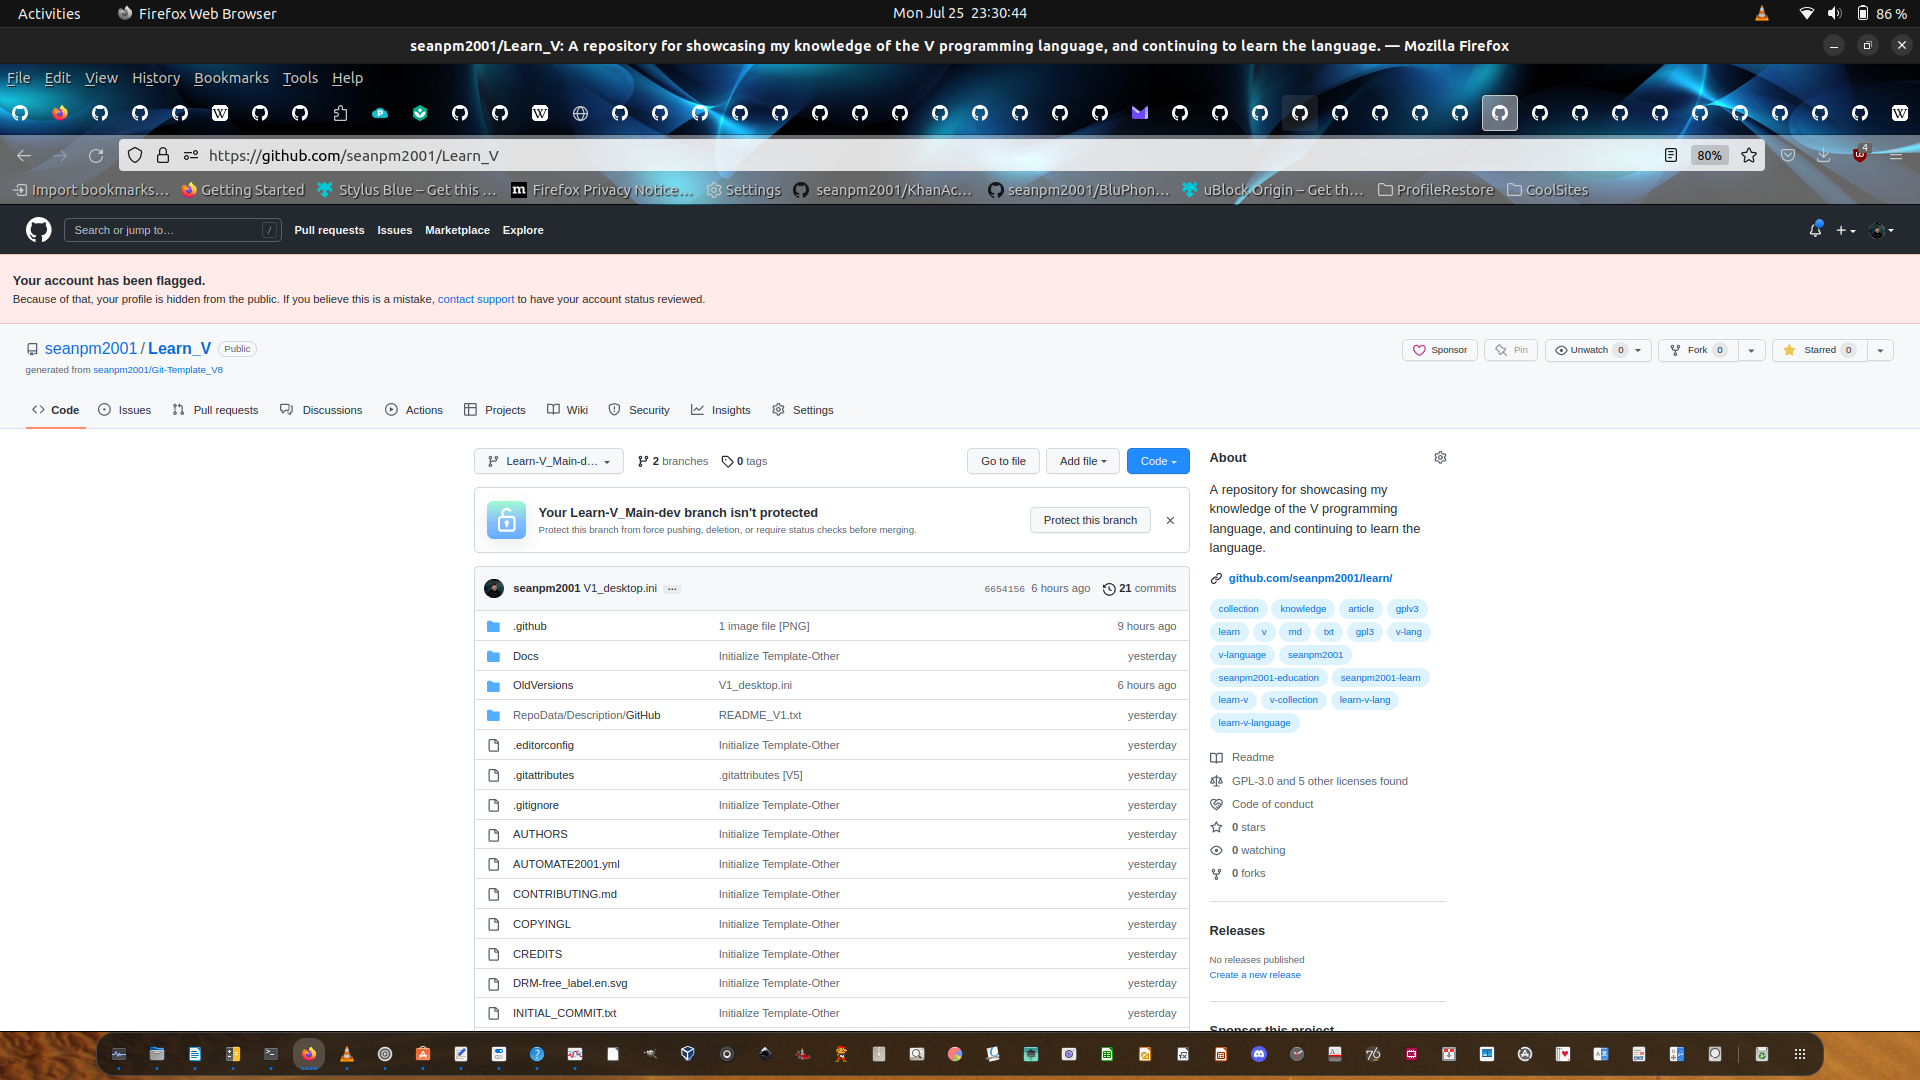 Activities
Firefox Web Browser
Mon Jul 25 23:30:44
86 %
seanpm2001/Learn_V: A repository for showcasing my knowledge of the V programming language, and continuing to learn the language. — Mozilla Firefox
File Edit View History Bookmarks Tools Help
https://github.com/seanpm2001/Learn_V
80%
4
Import bookmarks...
Getting Started
Stylus Blue – Get this ...
Firefox Privacy Notice...
Settings
seanpm2001/KhanAc...
seanpm2001/BluPhon...
uBlock Origin – Get th...
ProfileRestore
CoolSites
Search or jump to...
/
Pull requests
Issues
Marketplace
Explore
Your account has been flagged.
Because of that, your profile is hidden from the public. If you believe this is a mistake, contact support to have your account status reviewed.
seanpm2001 / Learn_V
Public
Sponsor
Pin
Unwatch 0
Fork 0
Starred 0
generated from seanpm2001/Git-Template_V8
Code
Issues
Pull requests
Discussions
Actions
Projects
Wiki
Security
Insights
Settings
Learn-V_Main-d...
2 branches
0 tags
Go to file
Add file
Code
Your Learn-V_Main-dev branch isn't protected
Protect this branch from force pushing, deletion, or require status checks before merging.
Protect this branch
seanpm2001 V1_desktop.ini ...
6654156 6 hours ago
21 commits
.github 1 image file [PNG] 9 hours ago
Docs Initialize Template-Other yesterday
OldVersions V1_desktop.ini 6 hours ago
RepoData/Description/GitHub README_V1.txt yesterday
.editorconfig Initialize Template-Other yesterday
.gitattributes .gitattributes [V5] yesterday
.gitignore Initialize Template-Other yesterday
AUTHORS Initialize Template-Other yesterday
AUTOMATE2001.yml Initialize Template-Other yesterday
CONTRIBUTING.md Initialize Template-Other yesterday
COPYINGL Initialize Template-Other yesterday
CREDITS Initialize Template-Other yesterday
DRM-free_label.en.svg Initialize Template-Other yesterday
INITIAL_COMMIT.txt Initialize Template-Other yesterday
About
A repository for showcasing my
knowledge of the V programming
language, and continuing to learn the
language.
github.com/seanpm2001/learn/
collection knowledge article gplv3
learn v md txt gpl3 v-lang
v-language seanpm2001
seanpm2001-education seanpm2001-learn
learn-v v-collection learn-v-lang
learn-v-language
Readme
GPL-3.0 and 5 other licenses found
Code of conduct
0 stars
0 watching
0 forks
Releases
No releases published
Create a new release
Sponsor this project